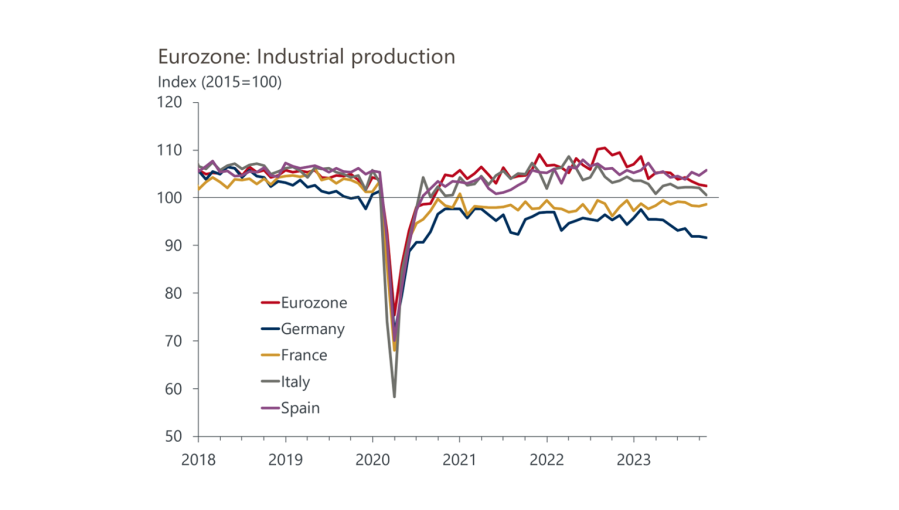 Eurozone: Industrial production
Index (2015=100)
120
110
100
90
80
70
60
50
Eurozone
Germany
France
Italy
Spain
2018 2019 2020 2021 2022 2023